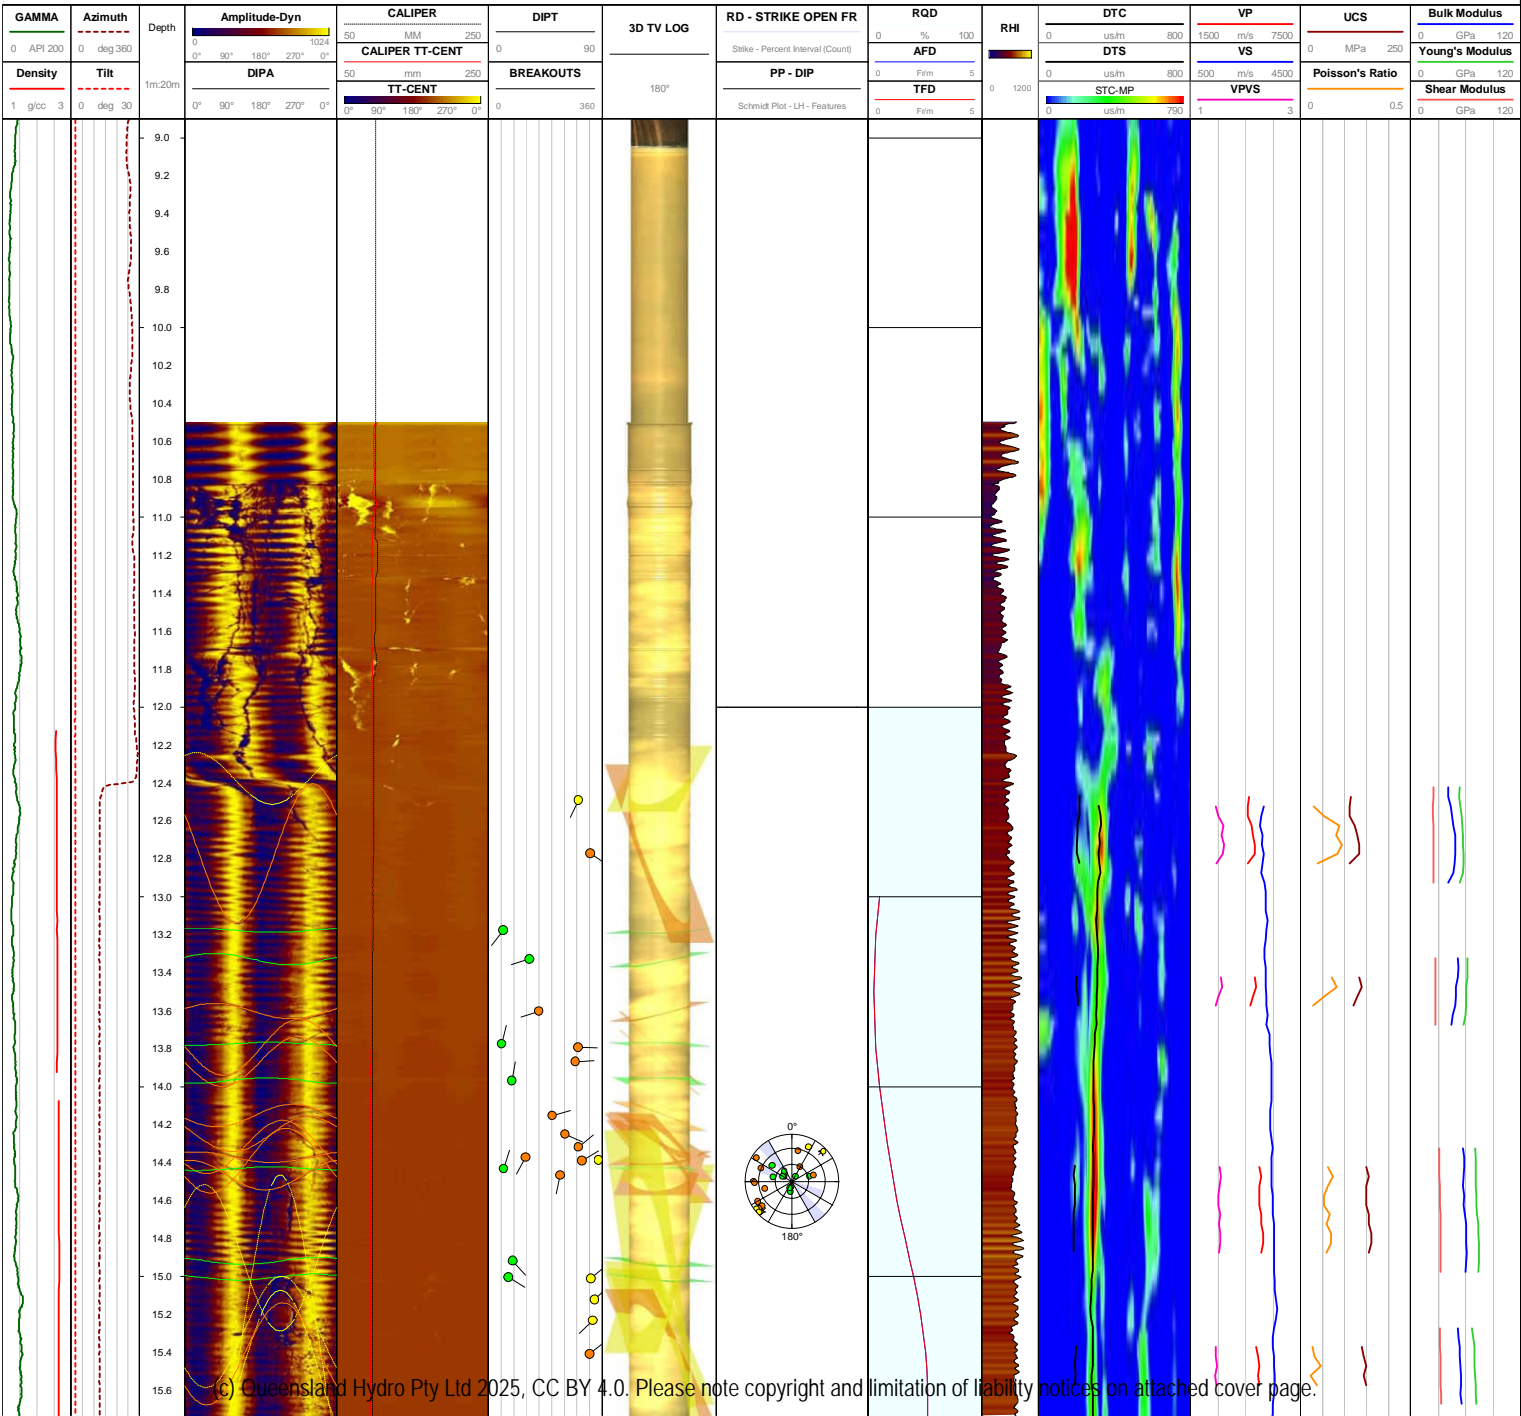 GAMMA
0 API 200
Density
1 g/cc 3
Azimuth
0 deg 360
Tilt
0 deg 30
Depth
1m:20m
Amplitude-Dyn
0 1024
0° 90° 180° 270° 0°
DIPA
0° 90° 180° 270° 0°
CALIPER
50 MM 250
CALIPER TT-CENT
50 mm 250
TT-CENT
0° 90° 180° 270° 0°
DIPT
0 90
BREAKOUTS
0 360
3D TV LOG
180°
RD - STRIKE OPEN FR
Strike - Percent Interval (Count)
PP - DIP
Schmidt Plot - LH - Features
RQD
0 % 100
AFD
0 Fr/m 5
TFD
0 Fr/m 5
RHI
0 1200
DTC
0 us/m 800
DTS
0 us/m 800
STC-MP
0 us/m 790
VP
1500 m/s 7500
VS
500 m/s 4500
VPVS
1 3
UCS
0 MPa 250
Poisson's Ratio
0 0.5
Bulk Modulus
0 GPa 120
Young's Modulus
0 GPa 120
Shear Modulus
0 GPa 120
9.0
9.2
9.4
9.6
9.8
10.0
10.2
10.4
10.6
10.8
11.0
11.2
11.4
11.6
11.8
12.0
12.2
12.4
12.6
12.8
13.0
13.2
13.4
13.6
13.8
14.0
14.2
14.4
14.6
14.8
15.0
15.2
15.4
15.6
0°
180°
(c) Queensland Hydro Pty Ltd 2025, CC BY 4.0. Please note copyright and limitation of liability notices on attached cover page.